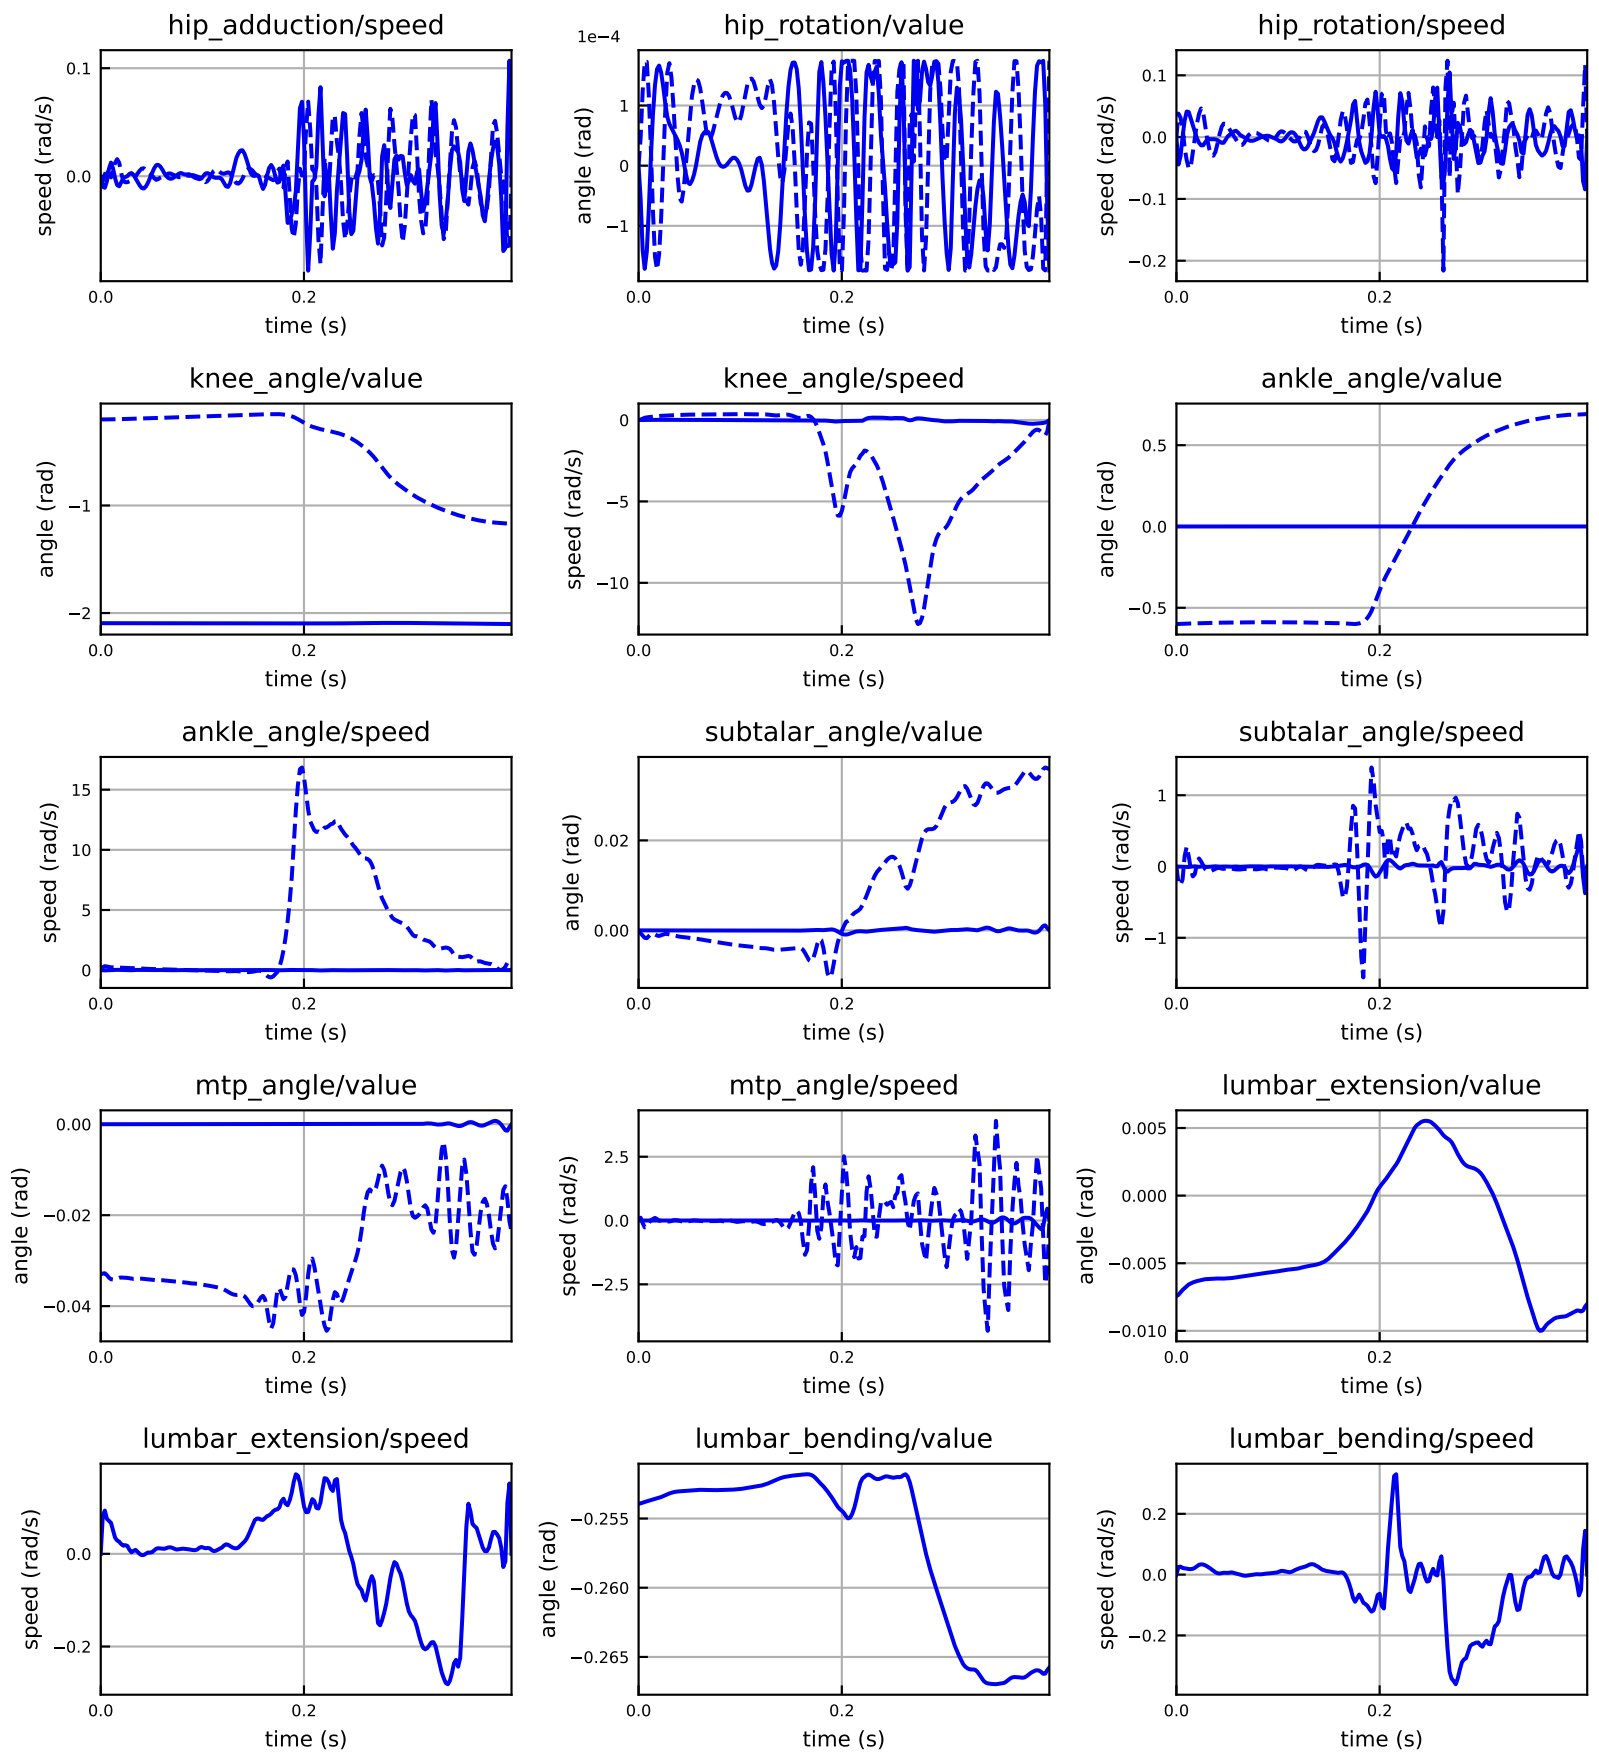 hip_adduction/speed
speed (rad/s)
0.1
0.0
0.0
0.2
time (s)
hip_rotation/value
1e−4
angle (rad)
1
0
−1
0.0
0.2
time (s)
hip_rotation/speed
speed (rad/s)
0.1
0.0
−0.1
−0.2
0.0
0.2
time (s)
knee_angle/value
angle (rad)
−1
−2
0.0
0.2
time (s)
knee_angle/speed
speed (rad/s)
0
−5
−10
0.0
0.2
time (s)
ankle_angle/value
angle (rad)
0.5
0.0
−0.5
0.0
0.2
time (s)
ankle_angle/speed
speed (rad/s)
15
10
5
0
0.0
0.2
time (s)
subtalar_angle/value
angle (rad)
0.02
0.00
0.0
0.2
time (s)
subtalar_angle/speed
speed (rad/s)
1
0
−1
0.0
0.2
time (s)
mtp_angle/value
angle (rad)
0.00
−0.02
−0.04
0.0
0.2
time (s)
mtp_angle/speed
speed (rad/s)
2.5
0.0
−2.5
0.0
0.2
time (s)
lumbar_extension/value
angle (rad)
0.005
0.000
−0.005
−0.010
0.0
0.2
time (s)
lumbar_extension/speed
speed (rad/s)
0.0
−0.2
0.0
0.2
time (s)
lumbar_bending/value
angle (rad)
−0.255
−0.260
−0.265
0.0
0.2
time (s)
lumbar_bending/speed
speed (rad/s)
0.2
0.0
−0.2
0.0
0.2
time (s)